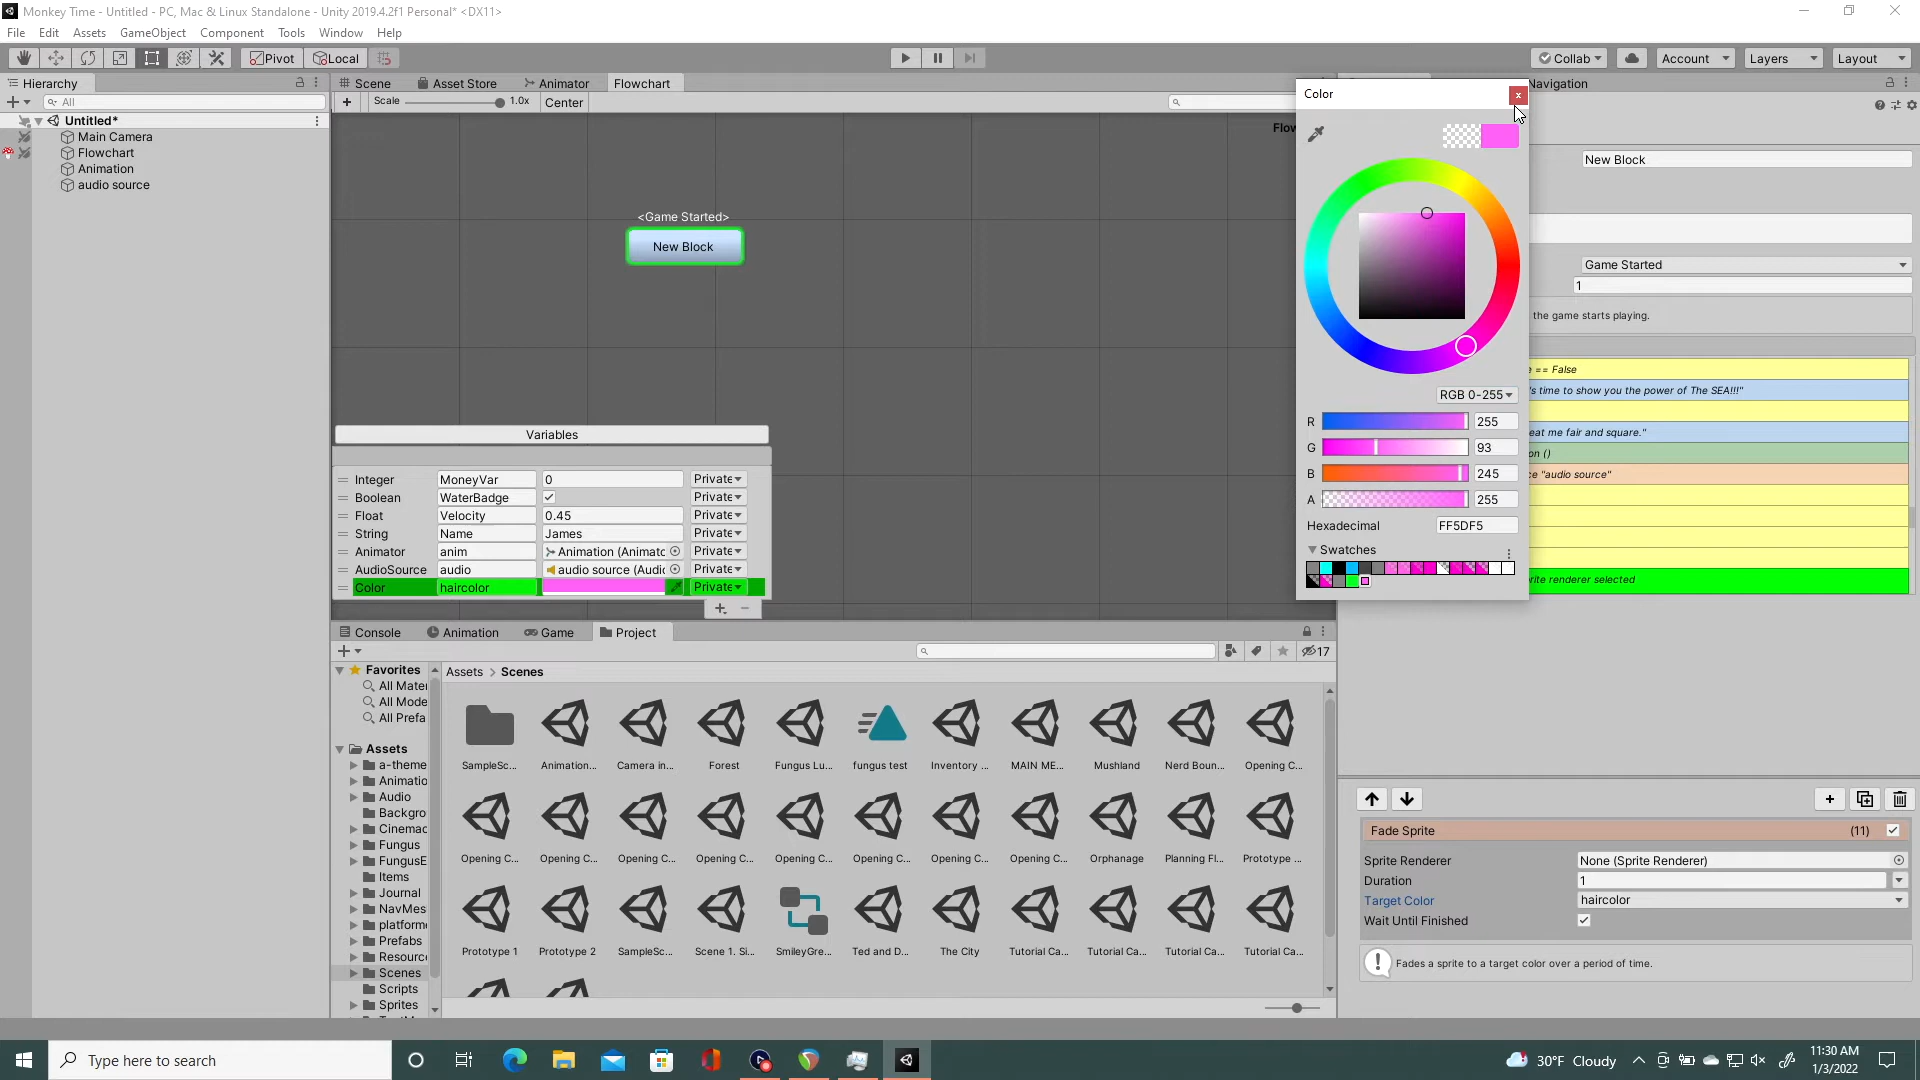 Monkey Time - Untitled - PC, Mac & Linux Standalone - Unity 2019.4.2f1 Personal* <DX11>
File Edit Assets GameObject Component Tools Window Help
Pivot Local Collab Account Layers Layout
Hierarchy Scene Asset Store Animator Flowchart Navigation
All Scale 1.0x Center
Untitled*
Main Camera
Flowchart
Animation
audio source
Color
<Game Started>
New Block
New Block
Game Started
1
the game starts playing.
RGB 0-255
R 255
G 93
B 245
A 255
Hexadecimal FF5DF5
Swatches
== False
's time to show you the power of The SEA!!!"
eat me fair and square."
on ()
ce "audio source"
rite renderer selected
Variables
Integer MoneyVar 0 Private
Boolean WaterBadge Private
Float Velocity 0.45 Private
String Name James Private
Animator anim Animation (Animato Private
AudioSource audio audio source (Audio Private
Color haircolor Private
Console Animation Game Project
17
Favorites
All Mater
All Mode
All Prefa
Assets > Scenes
Assets
a-theme
Animatio
Audio
Backgro
Cinemac
Fungus
FungusE
Items
Journal
NavMes
platform
Prefabs
Resourc
Scenes
Scripts
Sprites
SampleSc... Animation... Camera in... Forest Fungus Lu... fungus test Inventory ... MAIN ME... Mushland Nerd Boun... Opening C...
Opening C... Opening C... Opening C... Opening C... Opening C... Opening C... Opening C... Opening C... Orphanage Planning Fl... Prototype ...
Prototype 1 Prototype 2 SampleSc... Scene 1. Si... SmileyGre... Ted and D... The City Tutorial Ca... Tutorial Ca... Tutorial Ca... Tutorial Ca...
Fade Sprite (11)
Sprite Renderer None (Sprite Renderer)
Duration 1
Target Color haircolor
Wait Until Finished
Fades a sprite to a target color over a period of time.
Type here to search
30°F Cloudy
11:30 AM
1/3/2022